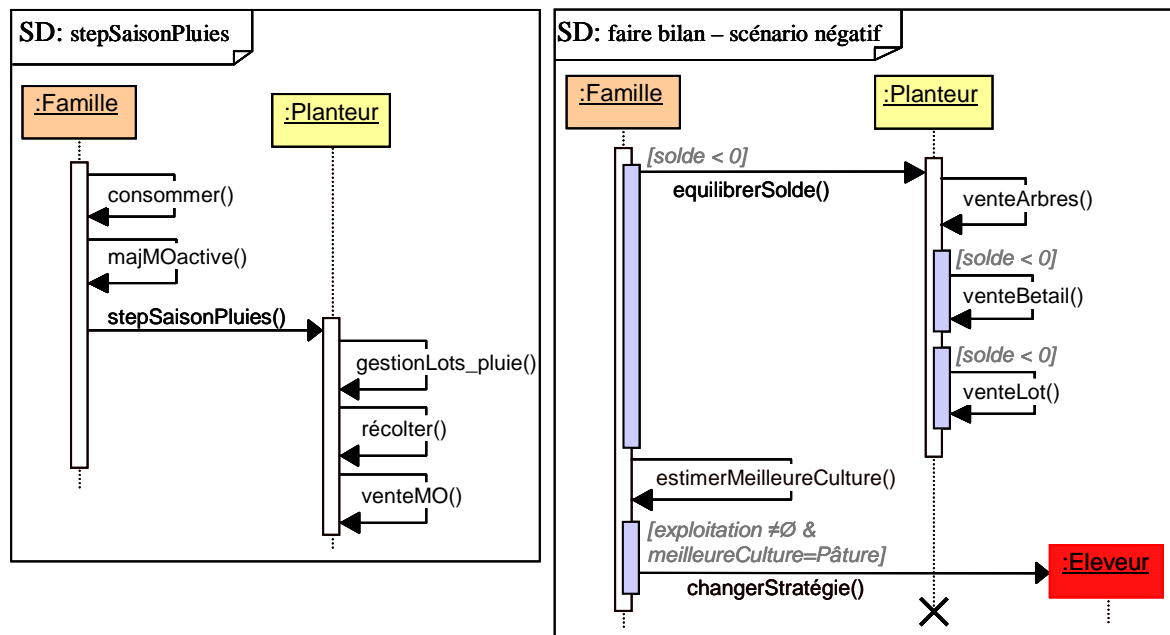 SD: stepSaisonPluies
:Famille
:Planteur
consommer()
majMOactive()
stepSaisonPluies()
gestionLots_pluie()
récolter()
venteMO()
SD: faire bilan – scénario négatif
:Famille
:Planteur
[solde < 0]
equilibrerSolde()
venteArbres()
[solde < 0]
venteBetail()
[solde < 0]
venteLot()
estimerMeilleureCulture()
[exploitation ≠Ø &
meilleureCulture=Pâture]
changerStratégie()
:Eleveur